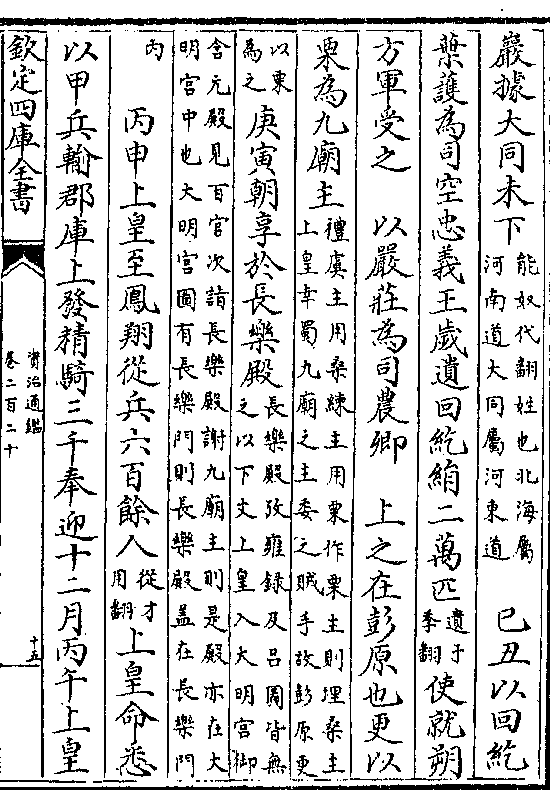 巖據大同未下能奴代翻姓也北海屬河南道大同屬河東道　已丑以回紇
葉護為司空忠義王歲遺回紇絹二萬匹遺于季翻使就朔
方軍受之　以嚴莊為司農卿　上之在彭原也更以
栗為九廟主禮虞主用桑練主用栗作栗主則埋桑主上皇幸蜀九廟之主委之賊手故彭原更
以東為之庚寅朝享於長樂殿長樂殿攷雍錄及呂圖皆無之以下文上皇入大明宮御
含元殿見百官次詣長樂殿謝九廟主則是殿亦在大明宮中也大明宮圖有長樂門則長樂殿盖在長樂門
内　丙申上皇至鳳翔從兵六百餘人從才用翻上皇命悉
以甲兵輸郡庫上發精騎三千奉迎十二月丙午上皇
欽定四庫全書
資治通鑑
卷二百二十
十五